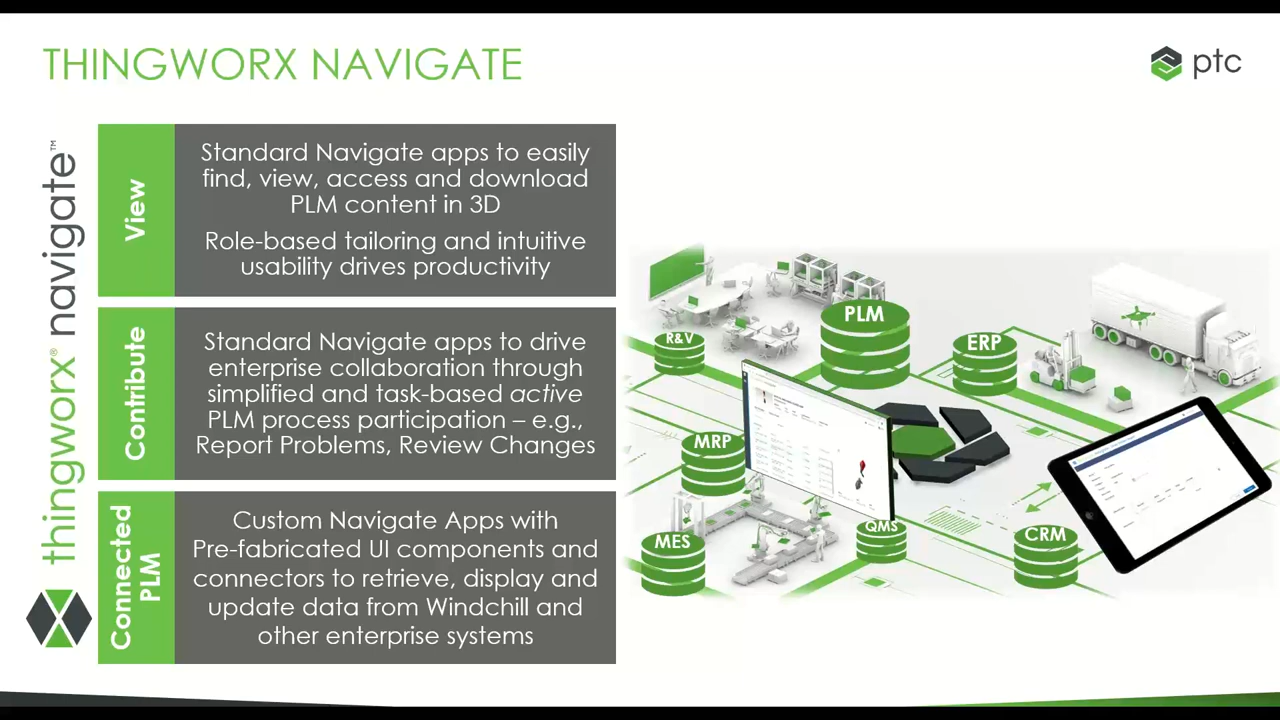 THINGWORX NAVIGATE
ptc
thingworx® navigate™
View
Standard Navigate apps to easily
find, view, access and download
PLM content in 3D
Role-based tailoring and intuitive
usability drives productivity
Contribute
Standard Navigate apps to drive
enterprise collaboration through
simplified and task-based active
PLM process participation – e.g.,
Report Problems, Review Changes
Connected
PLM
Custom Navigate Apps with
Pre-fabricated UI components and
connectors to retrieve, display and
update data from Windchill and
other enterprise systems
PLM
R&V
ERP
MRP
QMS
CRM
MES